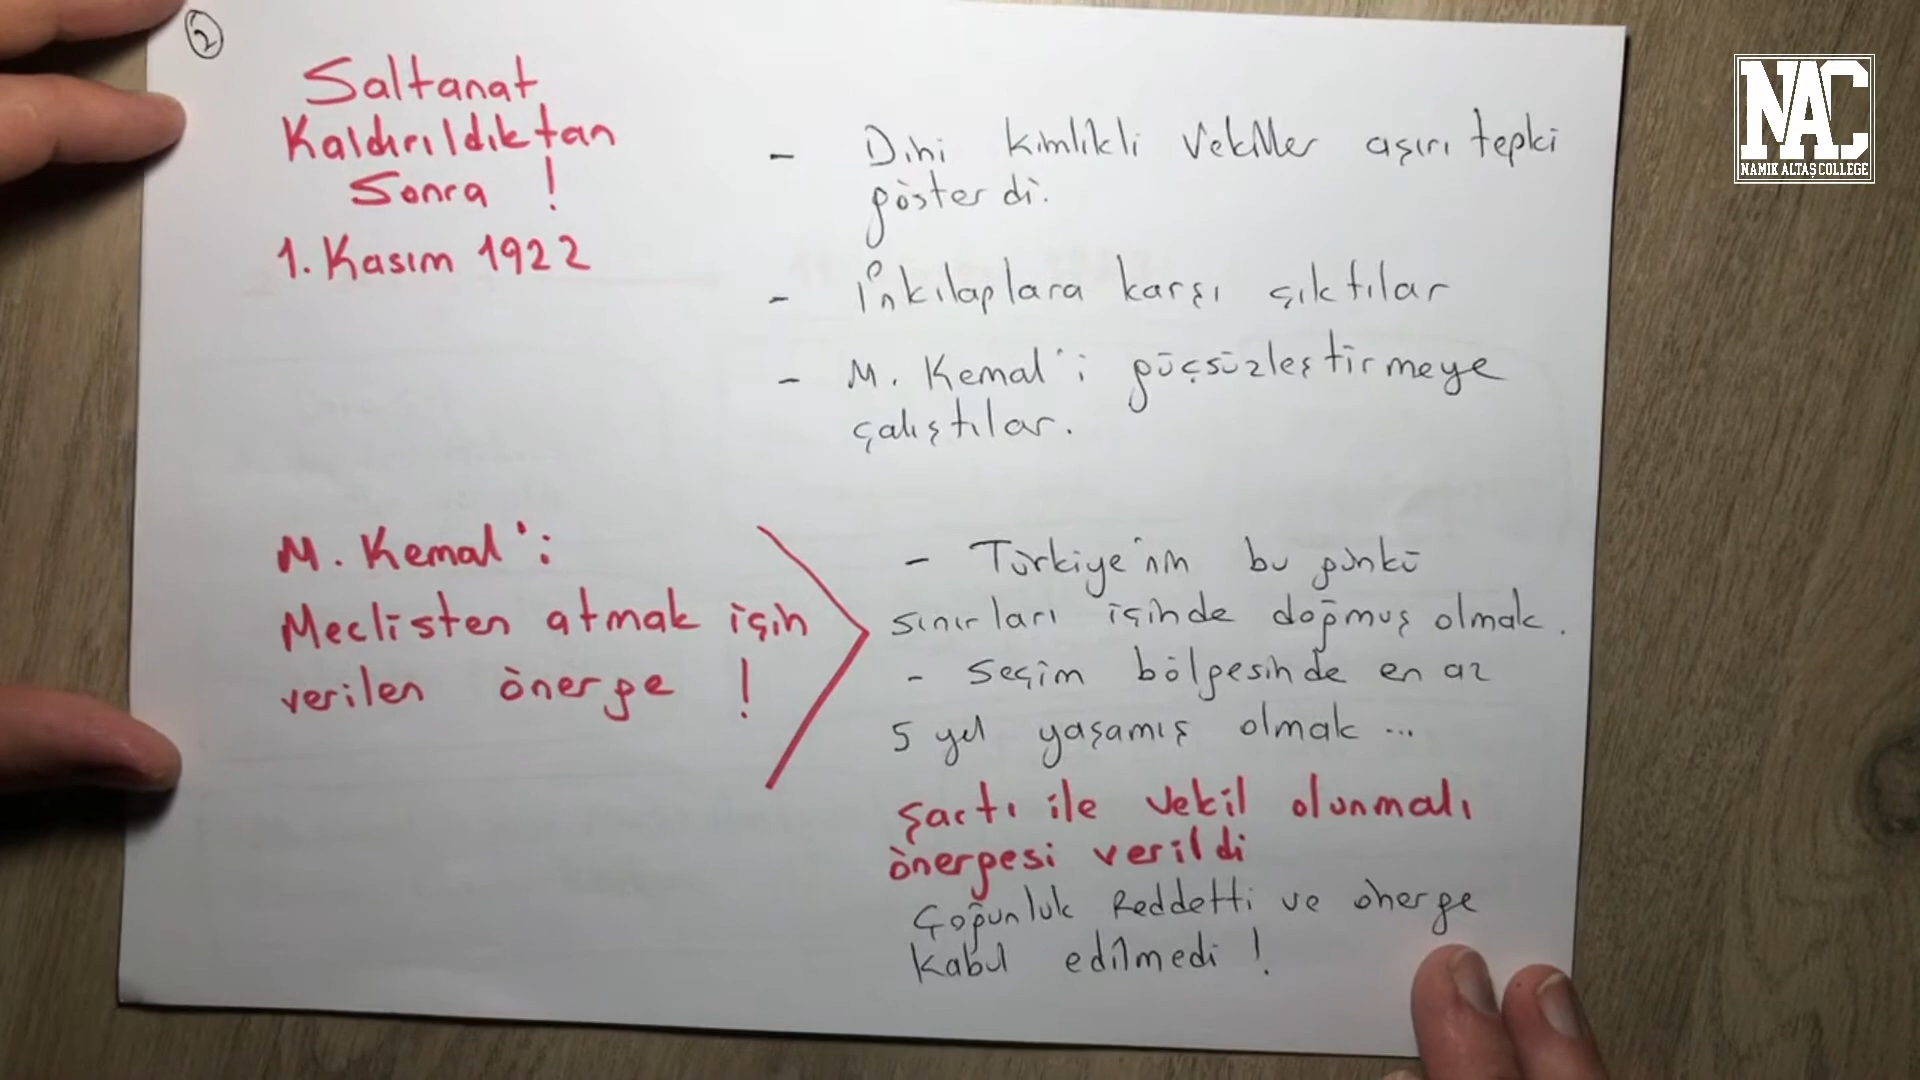 2
Saltanat
Kaldırıldıktan
Sonra !
1. Kasım 1922
- Dini kimlikli vekiller aşırı tepki
gösterdi.
- İnkılaplara karşı çıktılar
- M. Kemal'i güçsüzleştirmeye
çalıştılar.
M. Kemal'i
Meclisten atmak için
verilen önerge !
- Türkiye'nin bu günkü
sınırları içinde doğmuş olmak.
- Seçim bölgesinde en az
5 yıl yaşamış olmak ...
şartı ile vekil olunmalı
önergesi verildi
Çoğunluk Reddetti ve önerge
kabul edilmedi !
NAC
NAMIK ALTAŞ COLLEGE